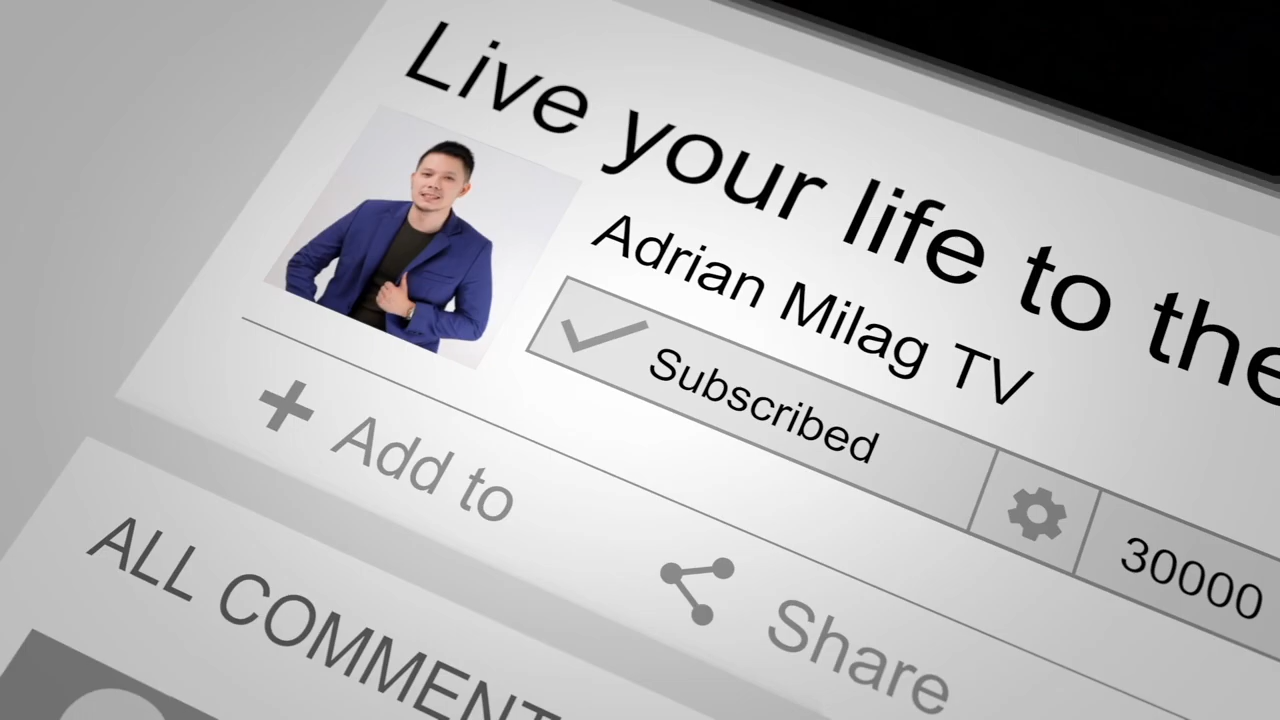 Live your life to the
Adrian Milag TV
Subscribed
30000
Add to
Share
ALL COMMENT